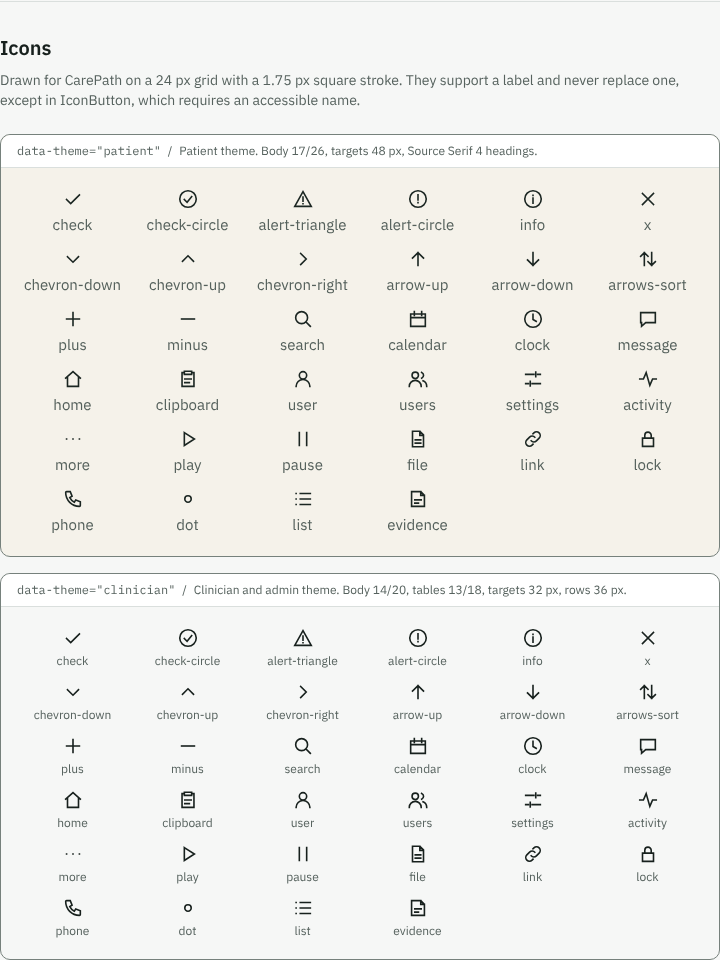 Icons
Drawn for CarePath on a 24 px grid with a 1.75 px square stroke. They support a label and never replace one,
except in IconButton, which requires an accessible name.
data-theme="patient" / Patient theme. Body 17/26, targets 48 px, Source Serif 4 headings.
check check-circle alert-triangle alert-circle info x
chevron-down chevron-up chevron-right arrow-up arrow-down arrows-sort
plus minus search calendar clock message
home clipboard user users settings activity
more play pause file link lock
phone dot list evidence
data-theme="clinician" / Clinician and admin theme. Body 14/20, tables 13/18, targets 32 px, rows 36 px.
check check-circle alert-triangle alert-circle info x
chevron-down chevron-up chevron-right arrow-up arrow-down arrows-sort
plus minus search calendar clock message
home clipboard user users settings activity
more play pause file link lock
phone dot list evidence